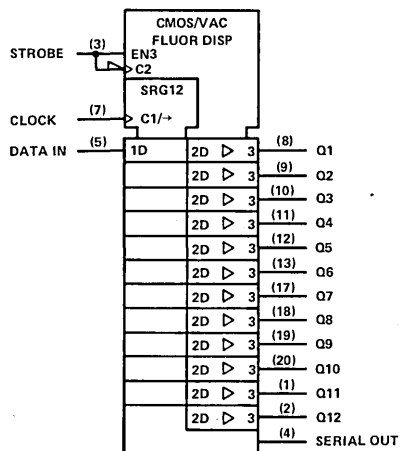 CMOS/VAC
FLUOR DISP
STROBE (3) EN3
C2
SRG12
CLOCK (7) C1/→
DATA IN (5) 1D 2D ▷ 3 (8) Q1
2D ▷ 3 (9) Q2
2D ▷ 3 (10) Q3
2D ▷ 3 (11) Q4
2D ▷ 3 (12) Q5
2D ▷ 3 (13) Q6
2D ▷ 3 (17) Q7
2D ▷ 3 (18) Q8
2D ▷ 3 (19) Q9
2D ▷ 3 (20) Q10
2D ▷ 3 (1) Q11
2D ▷ 3 (2) Q12
(4) SERIAL OUT